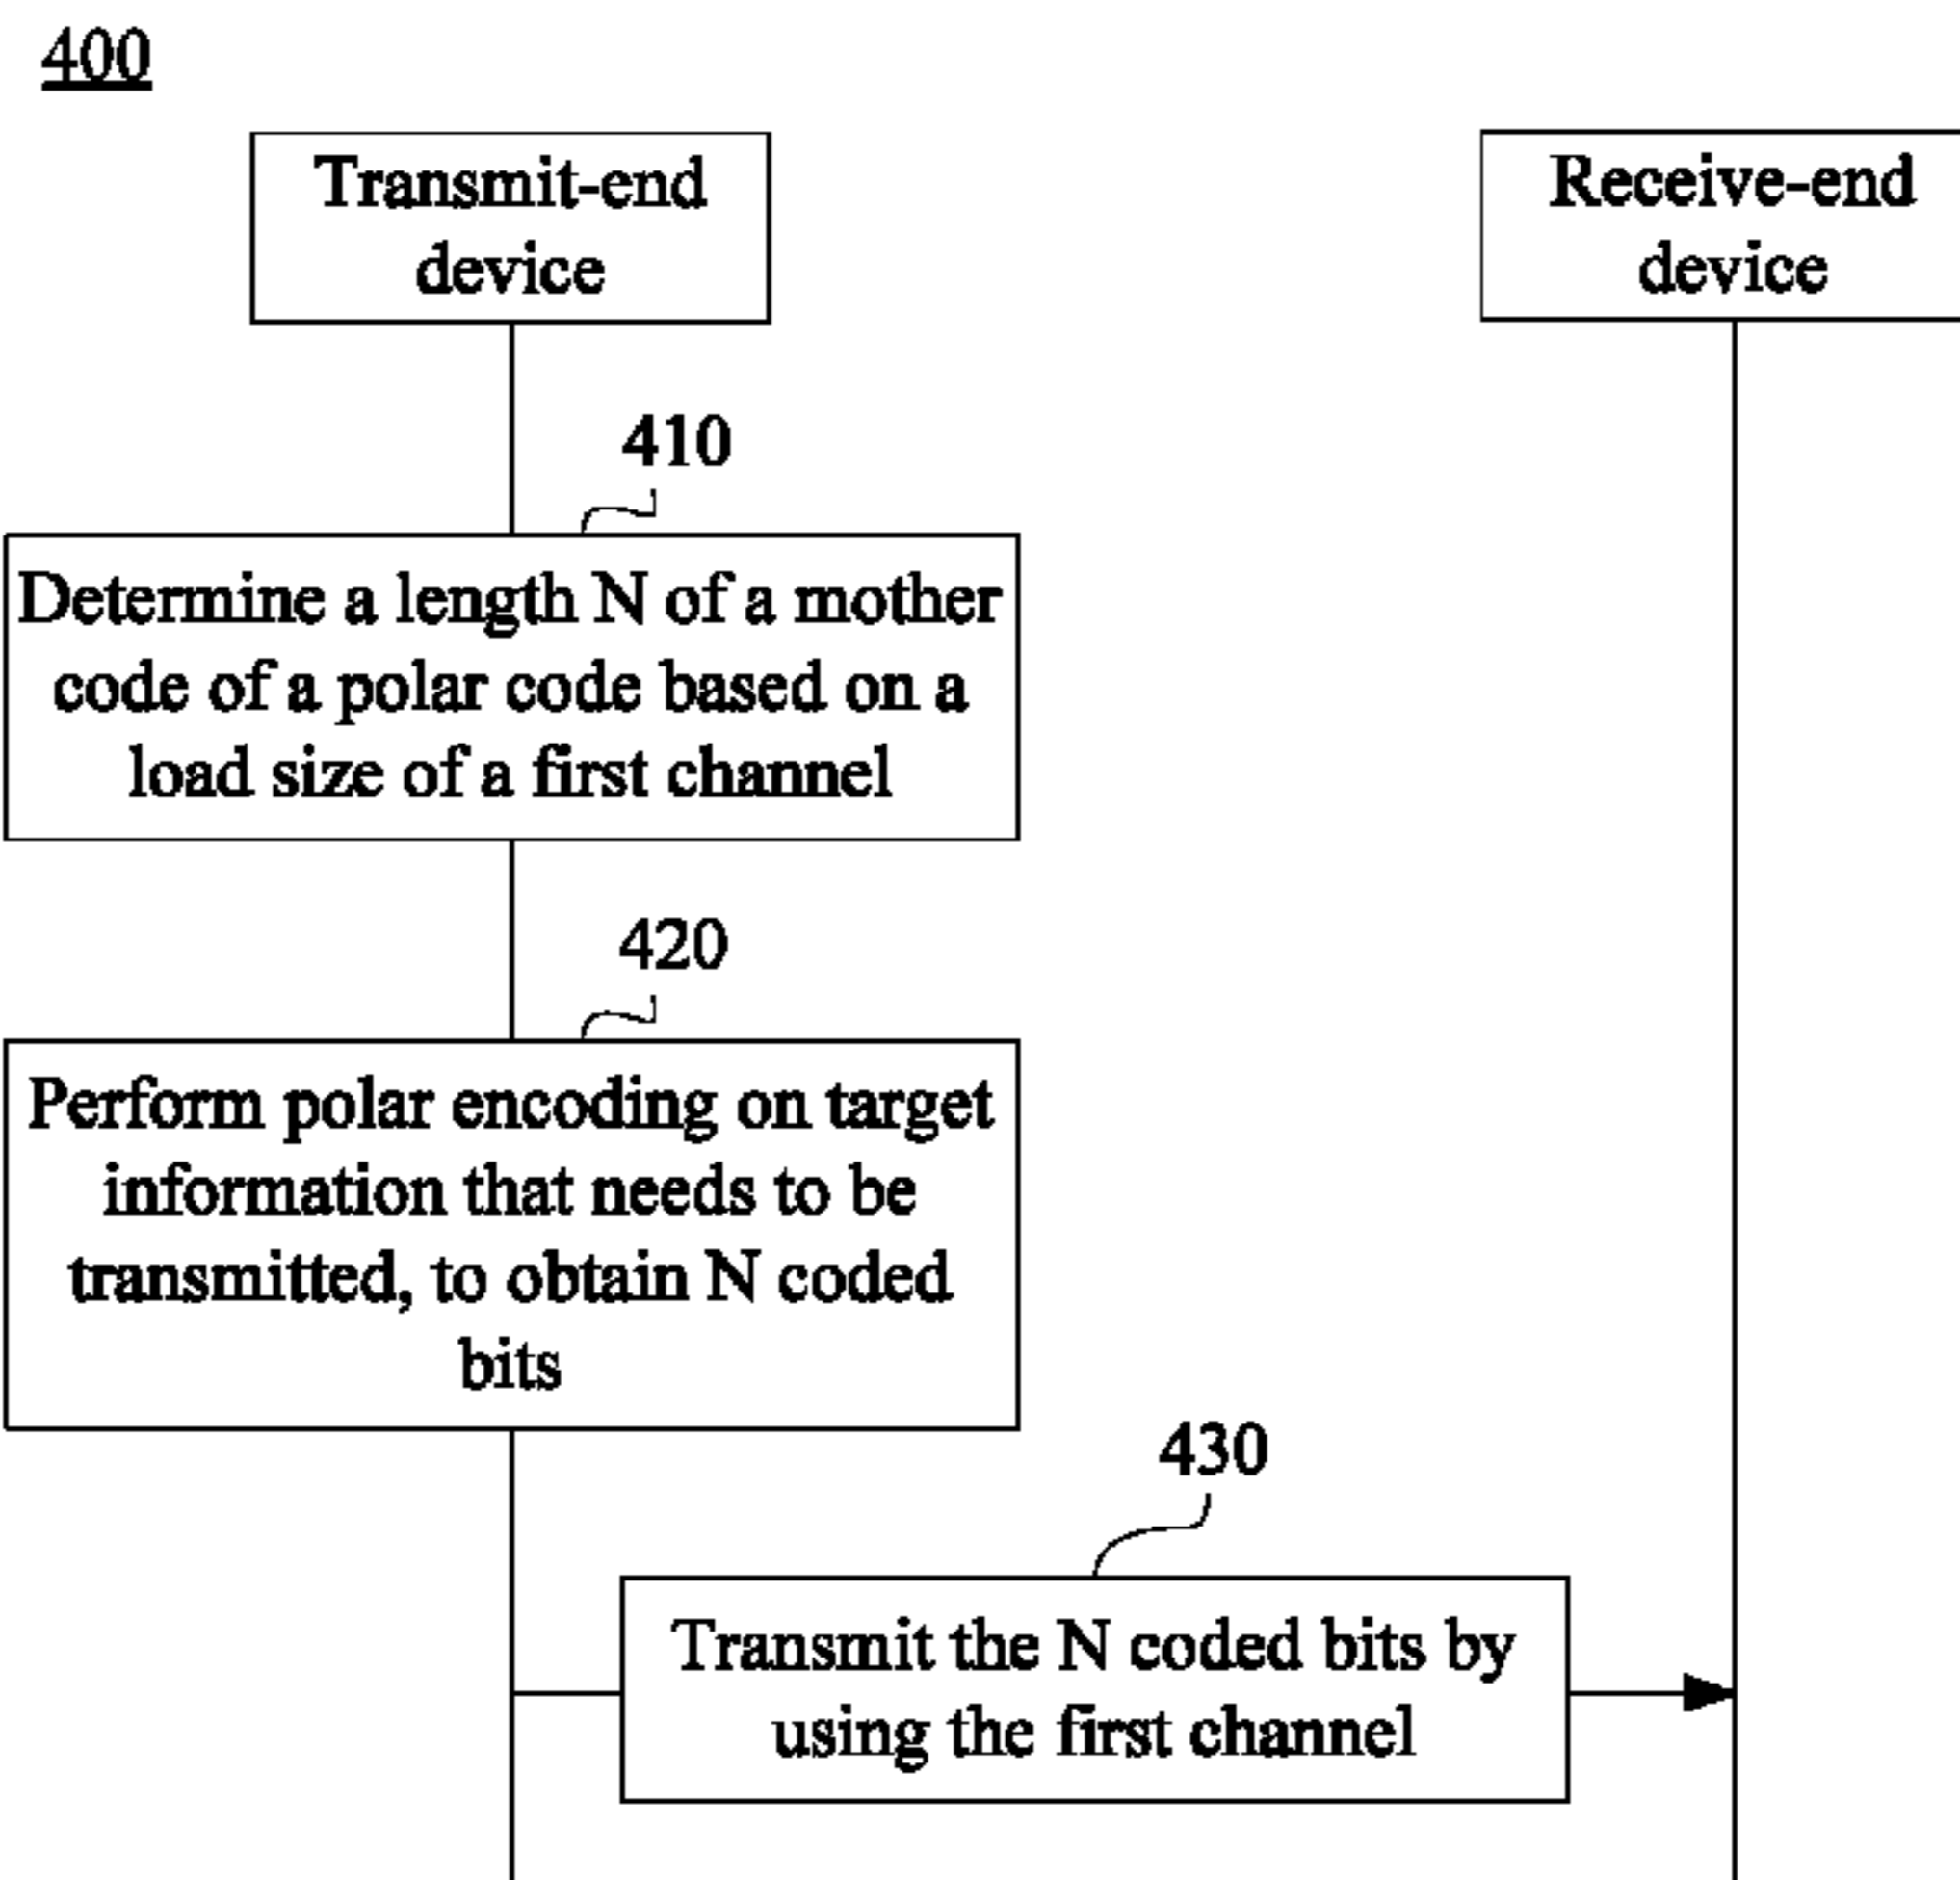 400
Transmit-end
device
Receive-end
device
410
Determine a length N of a mother
code of a polar code based on a
load size of a first channel
420
Perform polar encoding on target
information that needs to be
transmitted, to obtain N coded
bits
430
Transmit the N coded bits by
using the first channel